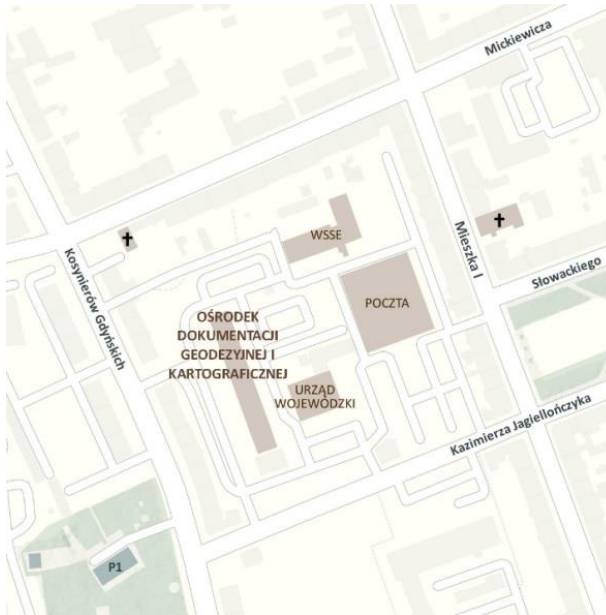 Mickiewicza
WSSE
Mieszka I
Słowackiego
Kosynierów Gdyńskich
POCZTA
OŚRODEK
DOKUMENTACJI
GEODEZYJNEJ I
KARTOGRAFICZNEJ
URZĄD
WOJEWÓDZKI
Kazimierza Jagiellończyka
P1